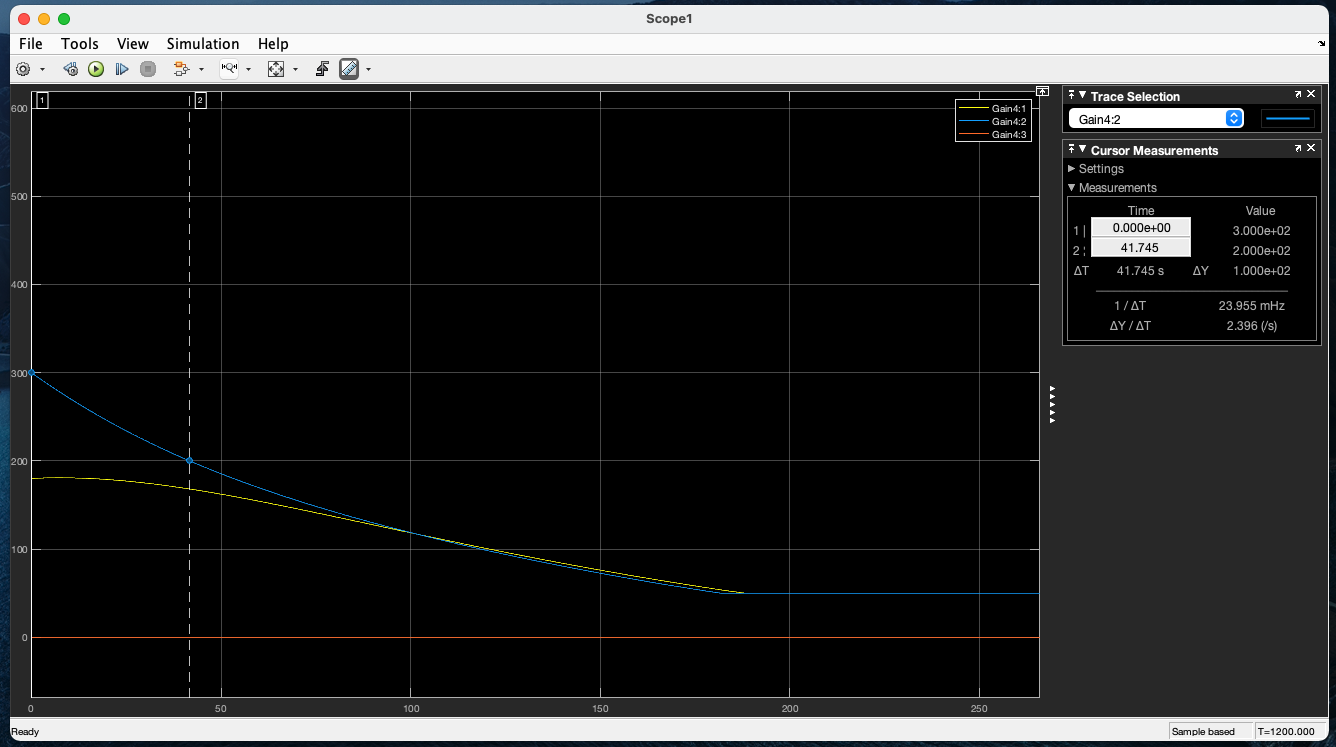 Scope1
File Tools View Simulation Help
1
2
600
500
400
300
200
100
0
0 50 100 150 200 250
Gain4:1
Gain4:2
Gain4:3
Trace Selection
Gain4:2
Cursor Measurements
Settings
Measurements
Time Value
1 | 0.000e+00 3.000e+02
2 ¦ 41.745 2.000e+02
ΔT 41.745 s ΔY 1.000e+02
1 / ΔT 23.955 mHz
ΔY / ΔT 2.396 (/s)
Ready
Sample based T=1200.000